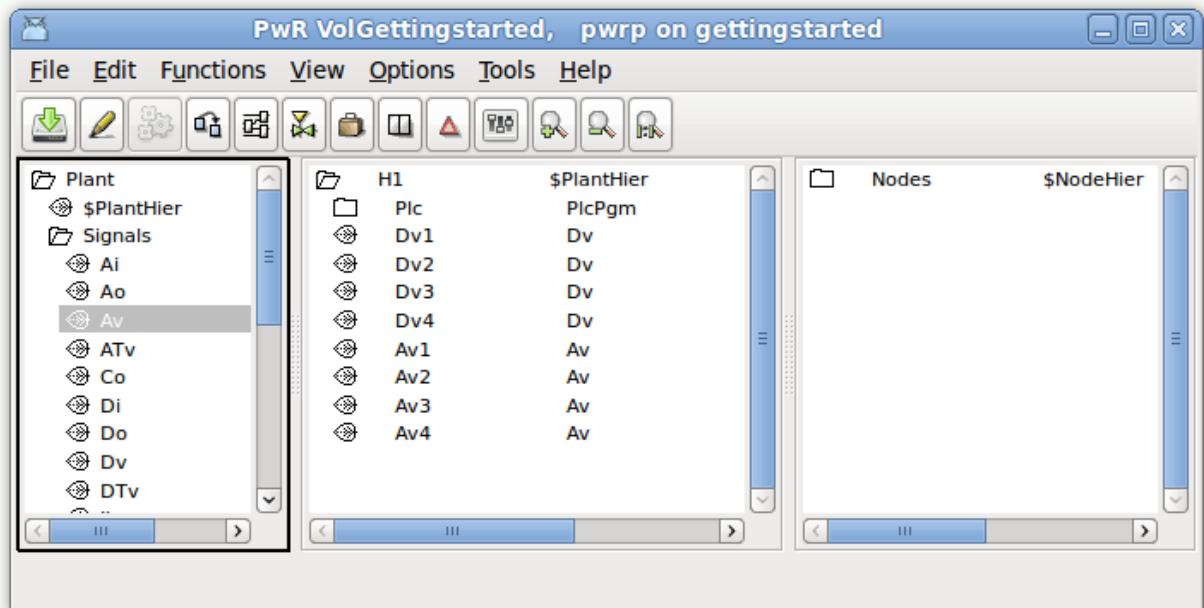 PwR VolGettingstarted, pwrp on gettingstarted
File Edit Functions View Options Tools Help
Plant
$PlantHier
Signals
Ai
Ao
Av
ATv
Co
Di
Do
Dv
DTv
H1 $PlantHier
Plc PlcPgm
Dv1 Dv
Dv2 Dv
Dv3 Dv
Dv4 Dv
Av1 Av
Av2 Av
Av3 Av
Av4 Av
Nodes $NodeHier